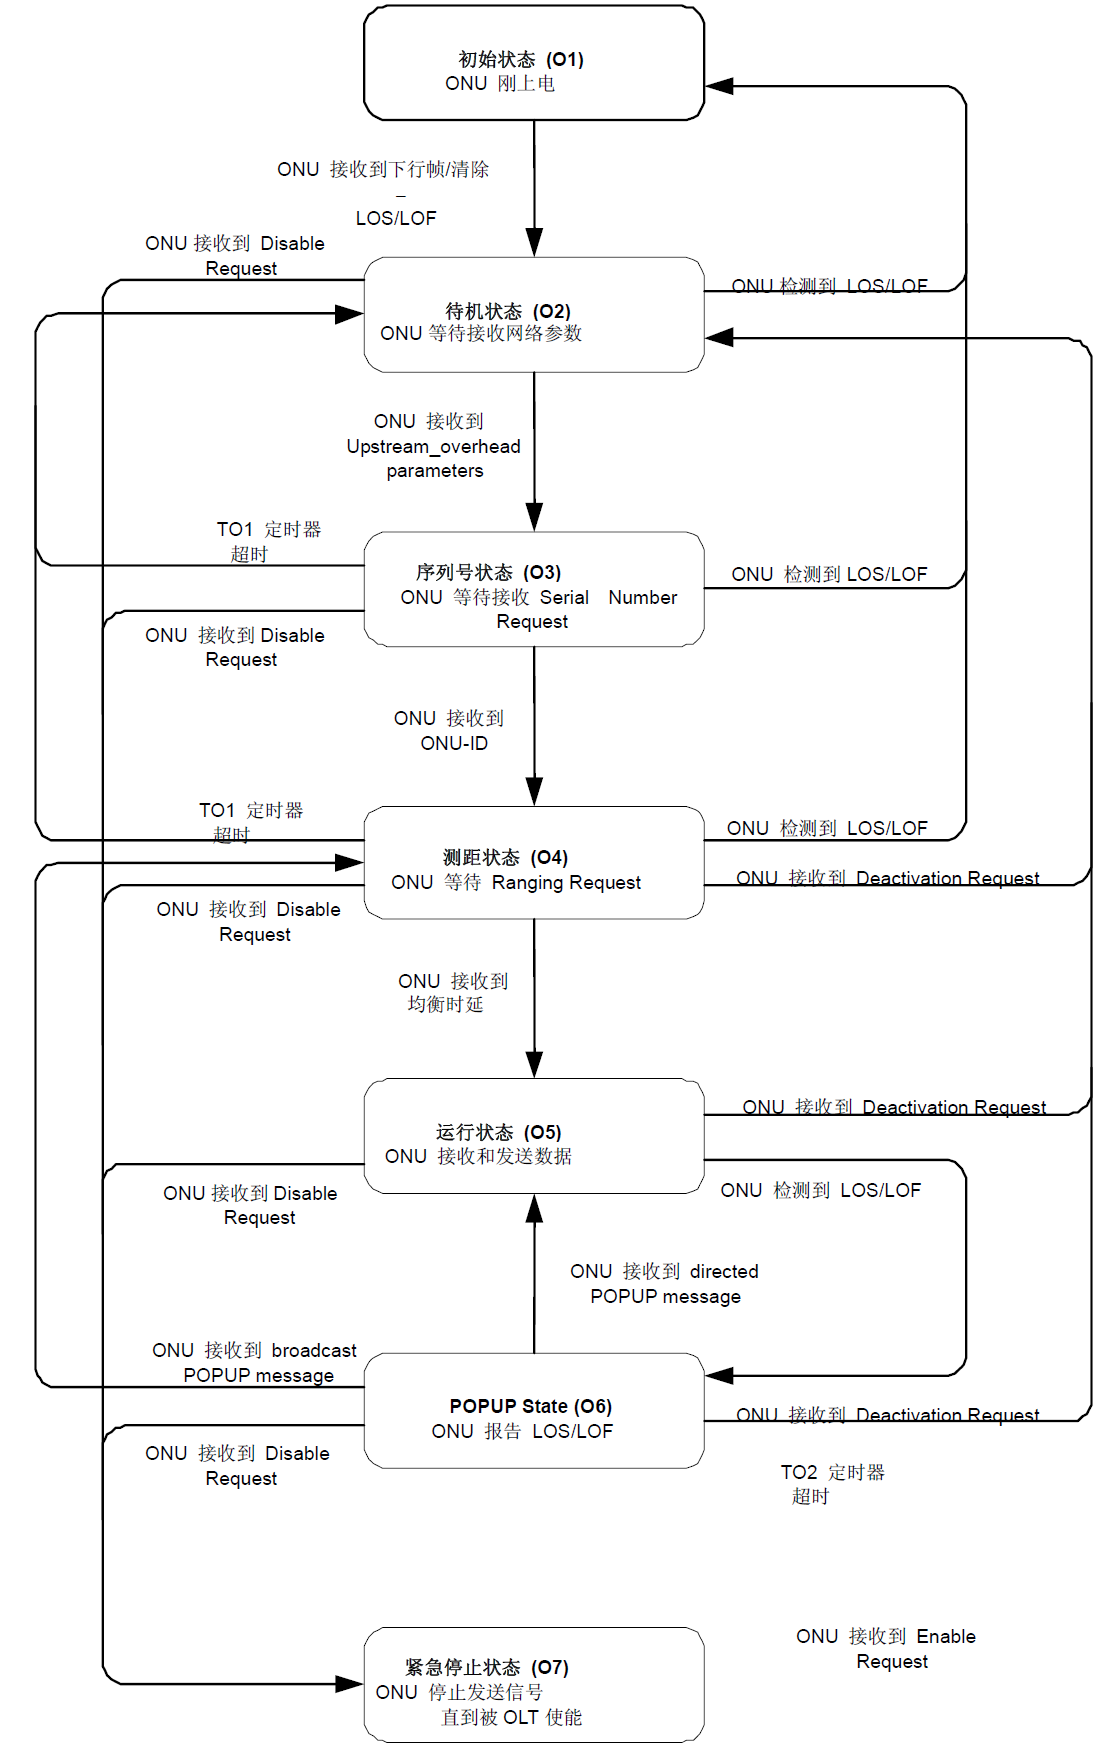 初始状态 (O1)
ONU 刚上电
ONU 接收到下行帧/清除
–
LOS/LOF
ONU 接收到 Disable
Request
ONU 检测到 LOS/LOF
待机状态 (O2)
ONU 等待接收网络参数
ONU 接收到
Upstream_overhead
parameters
TO1 定时器
超时
序列号状态 (O3)
ONU 等待接收 Serial Number
Request
ONU 检测到 LOS/LOF
ONU 接收到 Disable
Request
ONU 接收到
ONU-ID
TO1 定时器
超时
ONU 检测到 LOS/LOF
测距状态 (O4)
ONU 等待 Ranging Request
ONU 接收到 Deactivation Request
ONU 接收到 Disable
Request
ONU 接收到
均衡时延
运行状态 (O5)
ONU 接收和发送数据
ONU 接收到 Deactivation Request
ONU 接收到 Disable
Request
ONU 检测到 LOS/LOF
ONU 接收到 directed
POPUP message
ONU 接收到 broadcast
POPUP message
POPUP State (O6)
ONU 报告 LOS/LOF
ONU 接收到 Deactivation Request
ONU 接收到 Disable
Request
TO2 定时器
超时
ONU 接收到 Enable
Request
紧急停止状态 (O7)
ONU 停止发送信号
直到被 OLT 使能